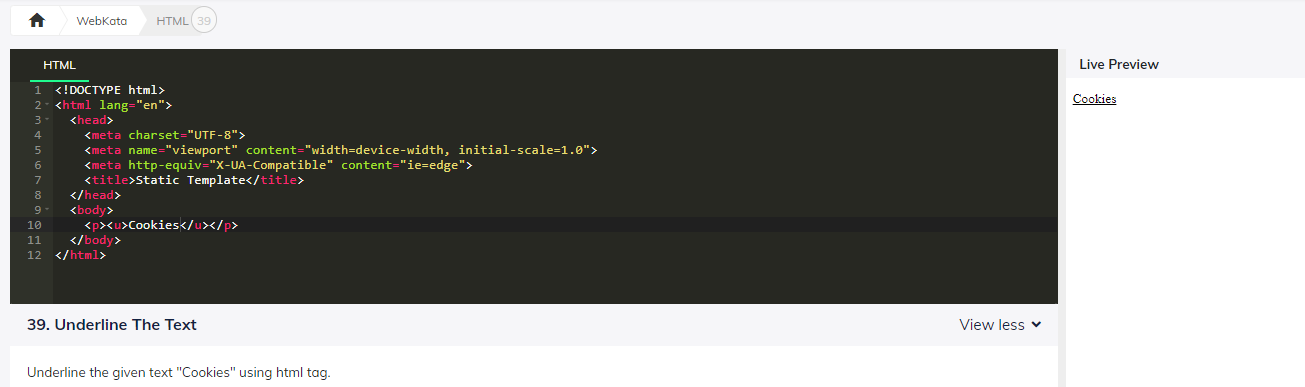 WebKata
HTML
39
HTML
Live Preview
1 <!DOCTYPE html>
2 <html lang="en">
3 <head>
4 <meta charset="UTF-8">
5 <meta name="viewport" content="width=device-width, initial-scale=1.0">
6 <meta http-equiv="X-UA-Compatible" content="ie=edge">
7 <title>Static Template</title>
8 </head>
9 <body>
10 <p><u>Cookies</u></p>
11 </body>
12 </html>
Cookies
39. Underline The Text
View less
Underline the given text "Cookies" using html tag.